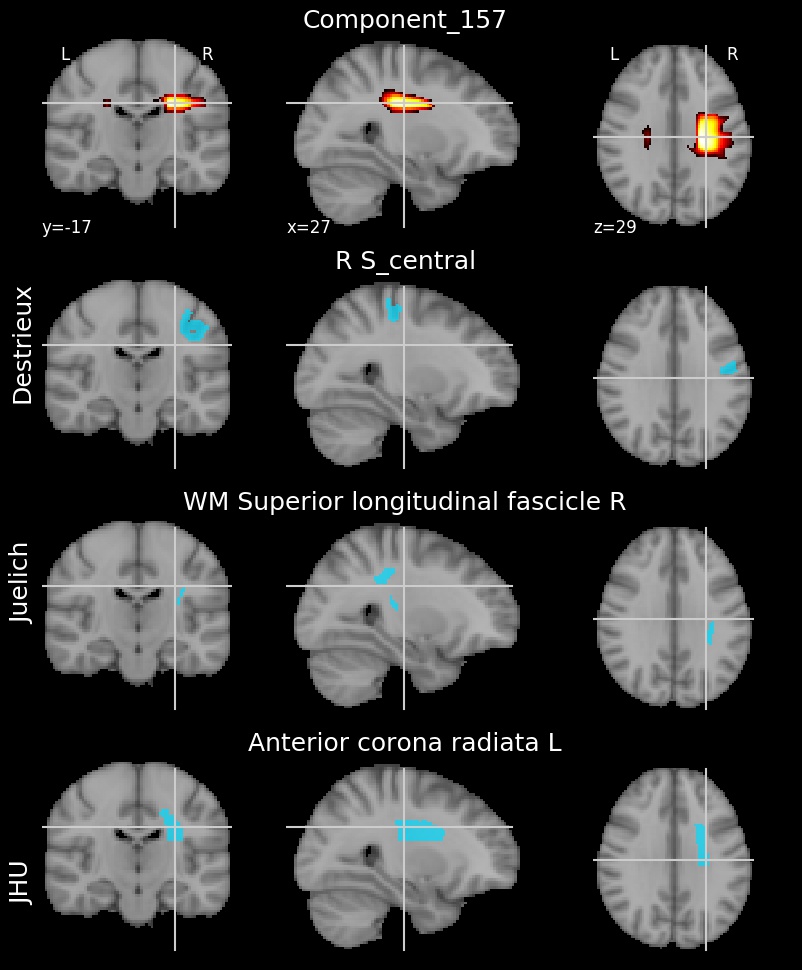 Component_157
L R
L R
y=-17
x=27
z=29
R S_central
Destrieux
WM Superior longitudinal fascicle R
Juelich
Anterior corona radiata L
JHU